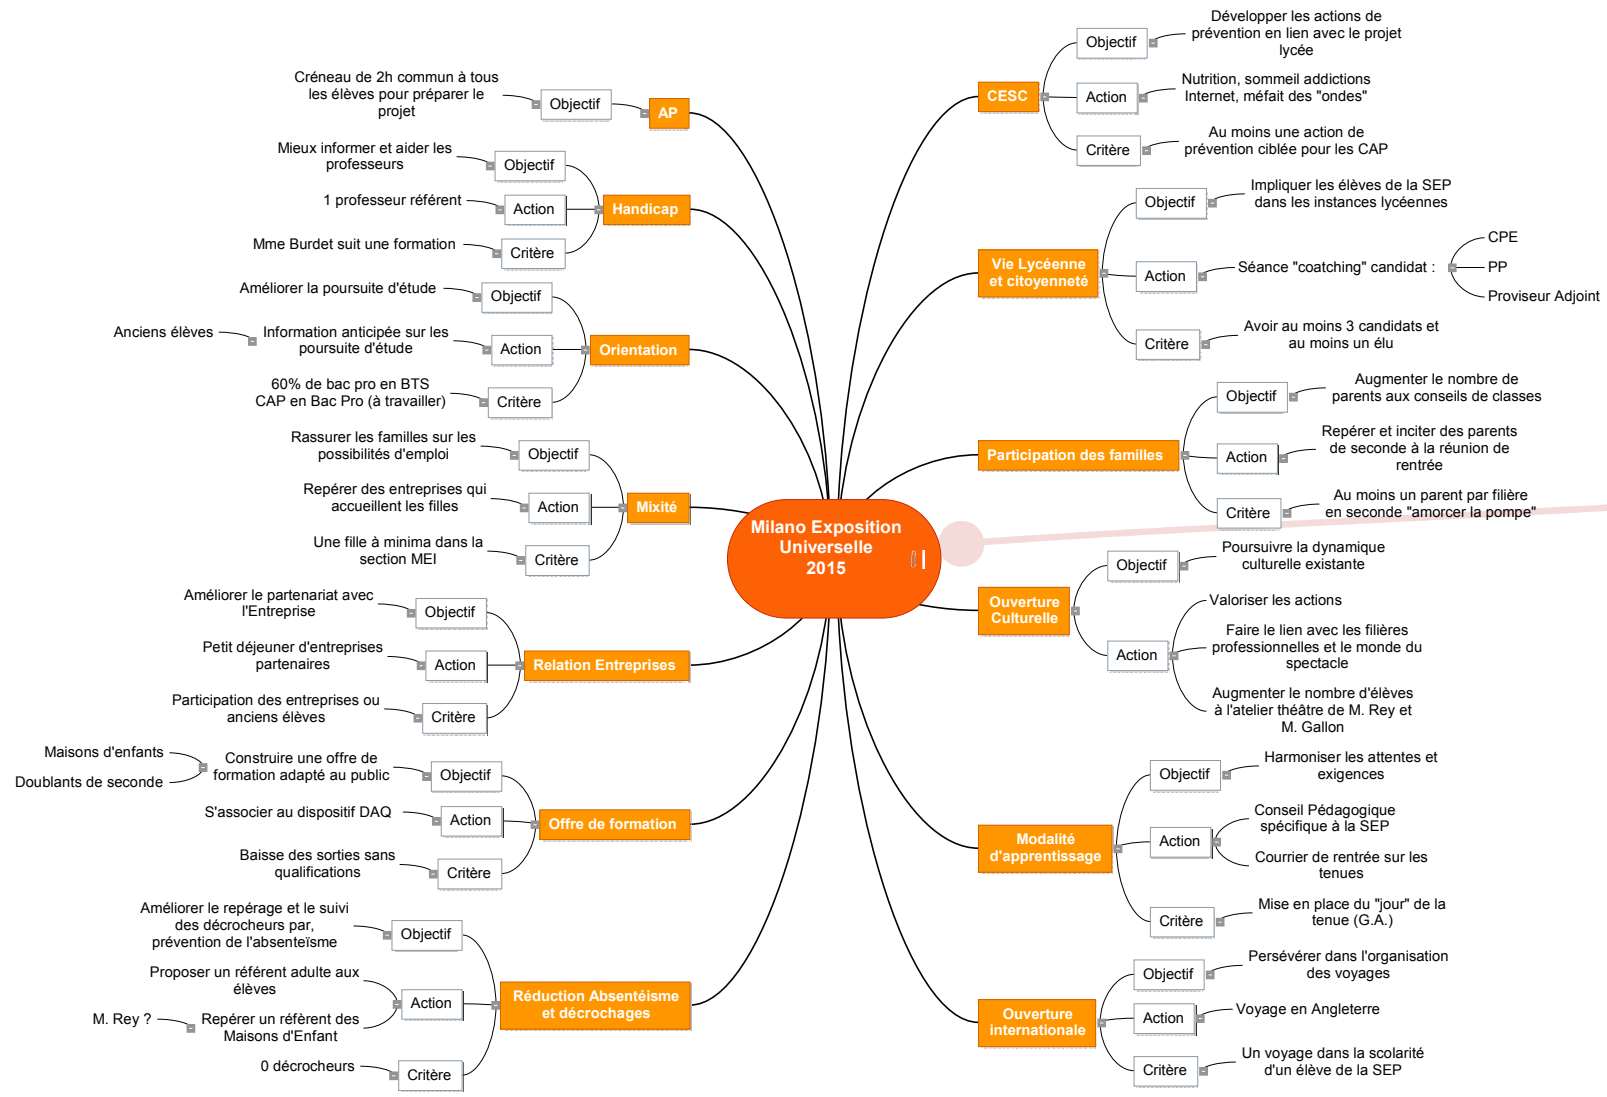 Milano Exposition
Universelle
2015
AP
Objectif
Créneau de 2h commun à tous
les élèves pour préparer le
projet
Handicap
Objectif
Mieux informer et aider les
professeurs
Action
1 professeur référent
Critère
Mme Burdet suit une formation
Orientation
Objectif
Améliorer la poursuite d'étude
Action
Information anticipée sur les
poursuite d'étude
Anciens élèves
Critère
60% de bac pro en BTS
CAP en Bac Pro (à travailler)
Mixité
Objectif
Rassurer les familles sur les
possibilités d'emploi
Action
Repérer des entreprises qui
accueillent les filles
Critère
Une fille à minima dans la
section MEI
Relation Entreprises
Objectif
Améliorer le partenariat avec
l'Entreprise
Action
Petit déjeuner d'entreprises
partenaires
Critère
Participation des entreprises ou
anciens élèves
Offre de formation
Objectif
Construire une offre de
formation adapté au public
Maisons d'enfants
Doublants de seconde
Action
S'associer au dispositif DAQ
Critère
Baisse des sorties sans
qualifications
Réduction Absentéisme
et décrochages
Objectif
Améliorer le repérage et le suivi
des décrocheurs par,
prévention de l'absenteïsme
Action
Proposer un référent adulte aux
élèves
Repérer un réfèrent des
Maisons d'Enfant
M. Rey ?
Critère
0 décrocheurs
CESC
Objectif
Développer les actions de
prévention en lien avec le projet
lycée
Action
Nutrition, sommeil addictions
Internet, méfait des "ondes"
Critère
Au moins une action de
prévention ciblée pour les CAP
Vie Lycéenne
et citoyenneté
Objectif
Impliquer les élèves de la SEP
dans les instances lycéennes
Action
Séance "coatching" candidat :
CPE
PP
Proviseur Adjoint
Critère
Avoir au moins 3 candidats et
au moins un élu
Participation des familles
Objectif
Augmenter le nombre de
parents aux conseils de classes
Action
Repérer et inciter des parents
de seconde à la réunion de
rentrée
Critère
Au moins un parent par filière
en seconde "amorcer la pompe"
Ouverture
Culturelle
Objectif
Poursuivre la dynamique
culturelle existante
Action
Valoriser les actions
Faire le lien avec les filières
professionnelles et le monde du
spectacle
Augmenter le nombre d'élèves
à l'atelier théâtre de M. Rey et
M. Gallon
Modalité
d'apprentissage
Objectif
Harmoniser les attentes et
exigences
Action
Conseil Pédagogique
spécifique à la SEP
Courrier de rentrée sur les
tenues
Critère
Mise en place du "jour" de la
tenue (G.A.)
Ouverture
internationale
Objectif
Persévérer dans l'organisation
des voyages
Action
Voyage en Angleterre
Critère
Un voyage dans la scolarité
d'un élève de la SEP